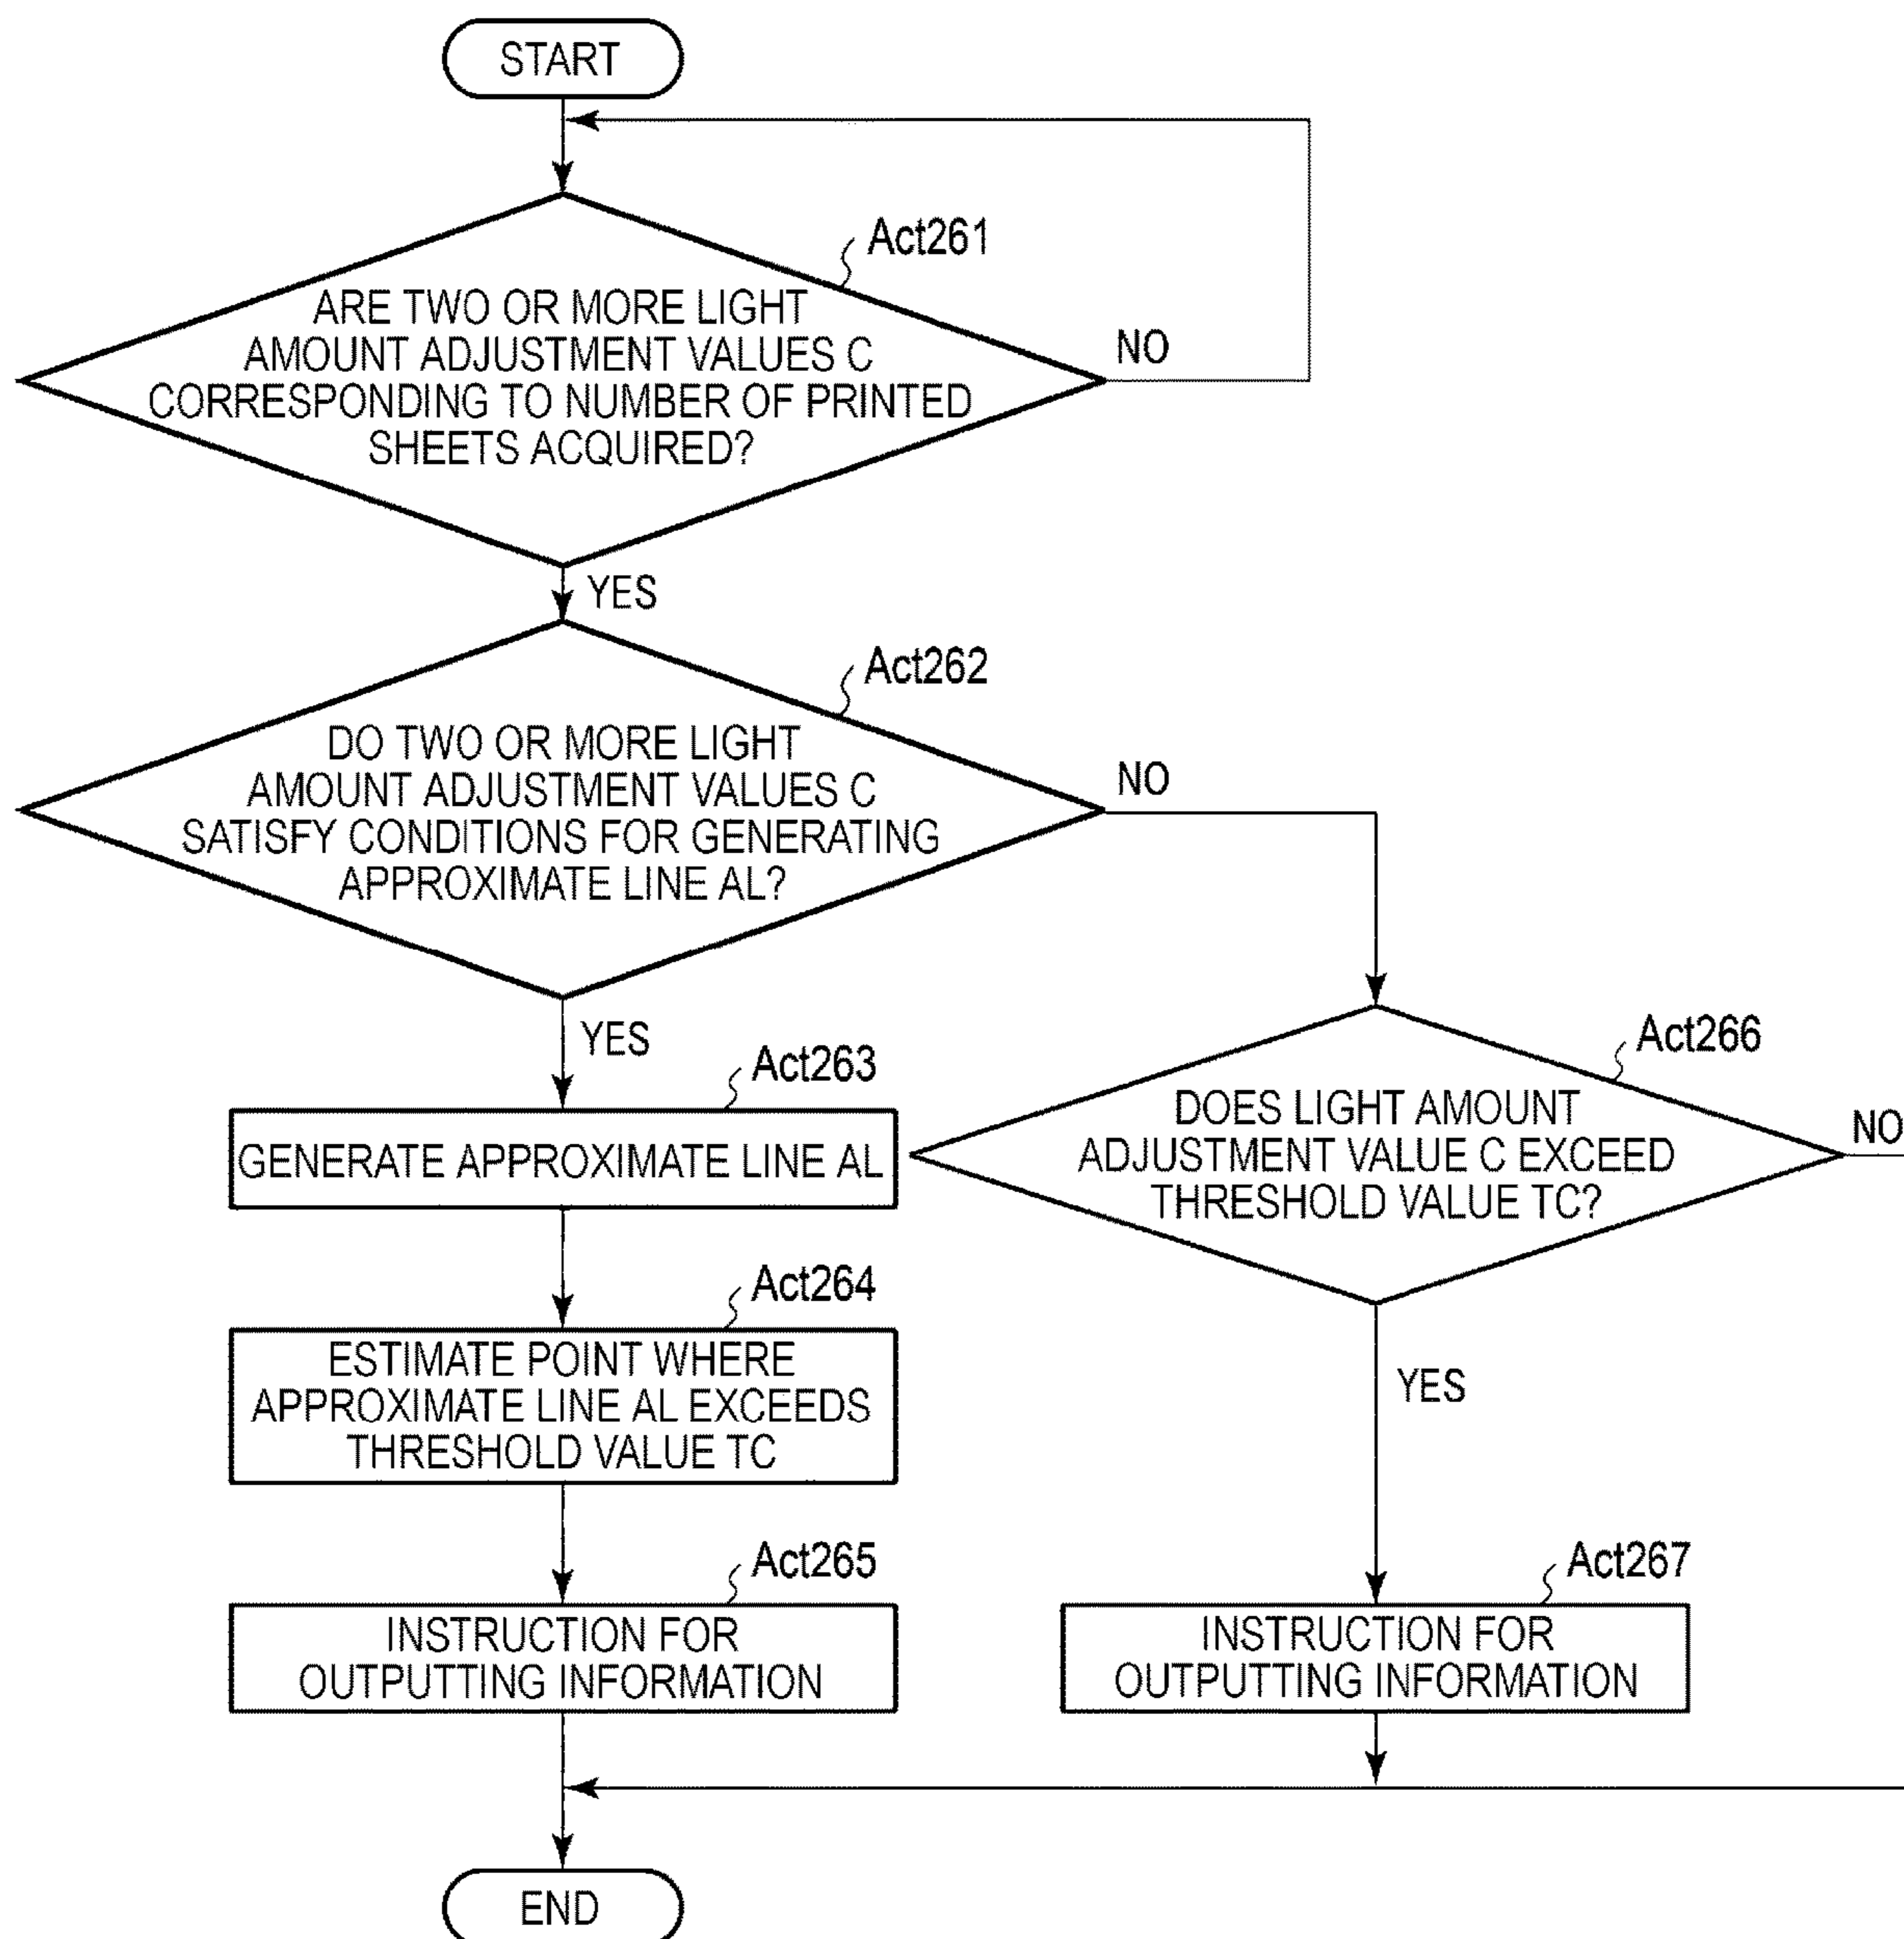 START
Act261
ARE TWO OR MORE LIGHT
AMOUNT ADJUSTMENT VALUES C
CORRESPONDING TO NUMBER OF PRINTED
SHEETS ACQUIRED?
NO
YES
Act262
DO TWO OR MORE LIGHT
AMOUNT ADJUSTMENT VALUES C
SATISFY CONDITIONS FOR GENERATING
APPROXIMATE LINE AL?
NO
YES
Act263
GENERATE APPROXIMATE LINE AL
Act266
DOES LIGHT AMOUNT
ADJUSTMENT VALUE C EXCEED
THRESHOLD VALUE TC?
NO
YES
Act264
ESTIMATE POINT WHERE
APPROXIMATE LINE AL EXCEEDS
THRESHOLD VALUE TC
Act265
INSTRUCTION FOR
OUTPUTTING INFORMATION
Act267
INSTRUCTION FOR
OUTPUTTING INFORMATION
END